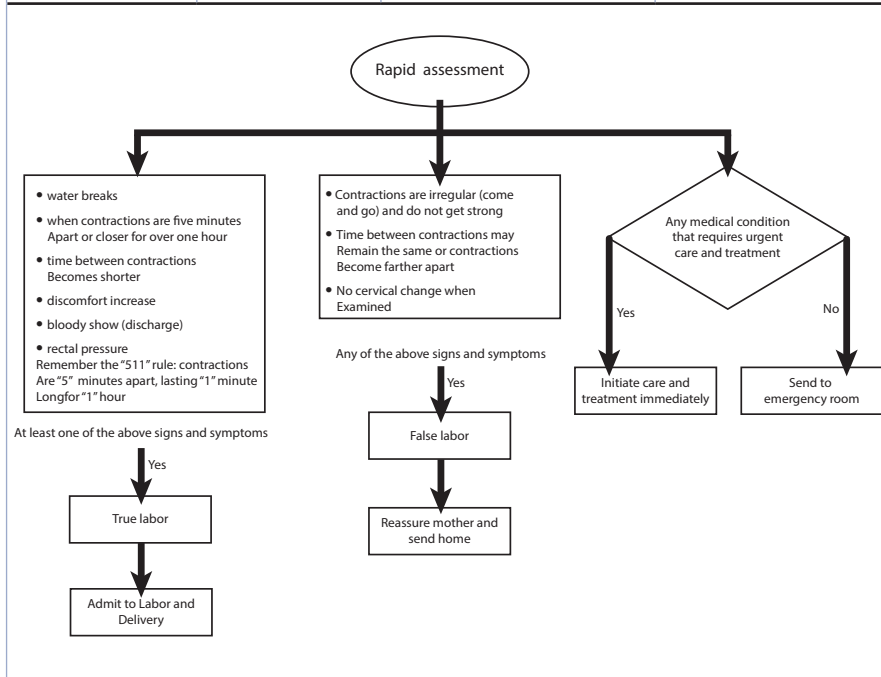 Rapid assessment
• water breaks
• when contractions are five minutes
Apart or closer for over one hour
• time between contractions
Becomes shorter
• discomfort increase
• bloody show (discharge)
• rectal pressure
Remember the “511” rule: contractions
Are “5” minutes apart, lasting “1” minute
Longfor “1” hour
At least one of the above signs and symptoms
Yes
True labor
Admit to Labor and
Delivery
• Contractions are irregular (come
and go) and do not get strong
• Time between contractions may
Remain the same or contractions
Become farther apart
• No cervical change when
Examined
Any of the above signs and symptoms
Yes
False labor
Reassure mother and
send home
Any medical condition
that requires urgent
care and treatment
Yes
No
Initiate care and
treatment immediately
Send to
emergency room